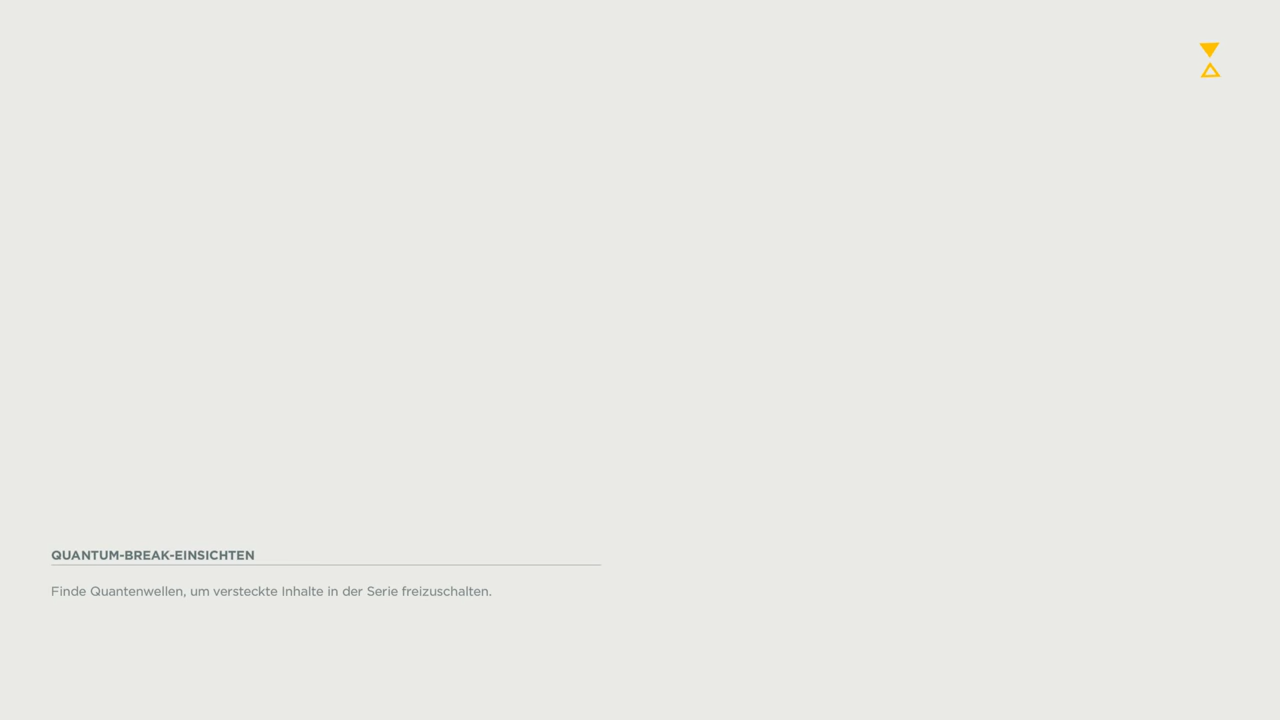 QUANTUM-BREAK-EINSICHTEN
Finde Quantenwellen, um versteckte Inhalte in der Serie freizuschalten.